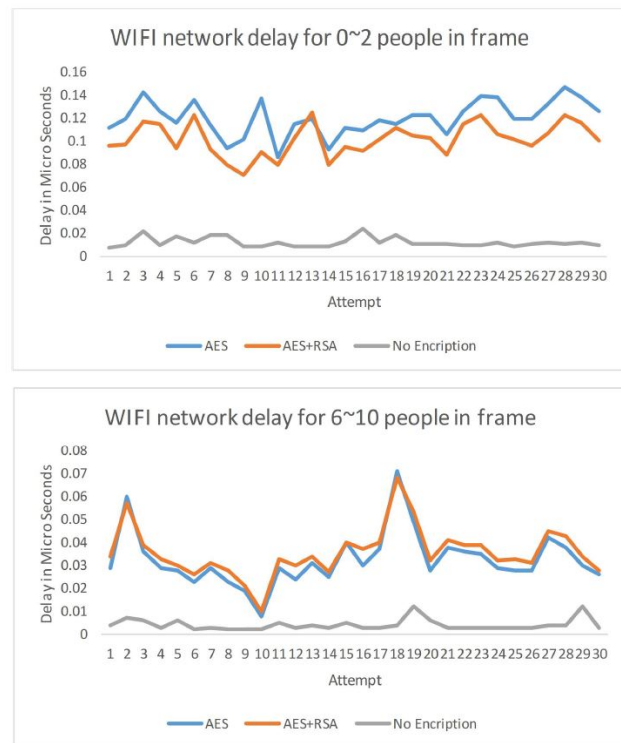 WIFI network delay for 0~2 people in frame
0.16
0.14
0.12
0.1
0.08
0.06
0.04
0.02
0
Delay in Micro Seconds
1 2 3 4 5 6 7 8 9 10 11 12 13 14 15 16 17 18 19 20 21 22 23 24 25 26 27 28 29 30
Attempt
AES AES+RSA No Encription
WIFI network delay for 6~10 people in frame
0.08
0.07
0.06
0.05
0.04
0.03
0.02
0.01
0
Delay in Micro Seconds
1 2 3 4 5 6 7 8 9 10 11 12 13 14 15 16 17 18 19 20 21 22 23 24 25 26 27 28 29 30
Attempt
AES AES+RSA No Encription